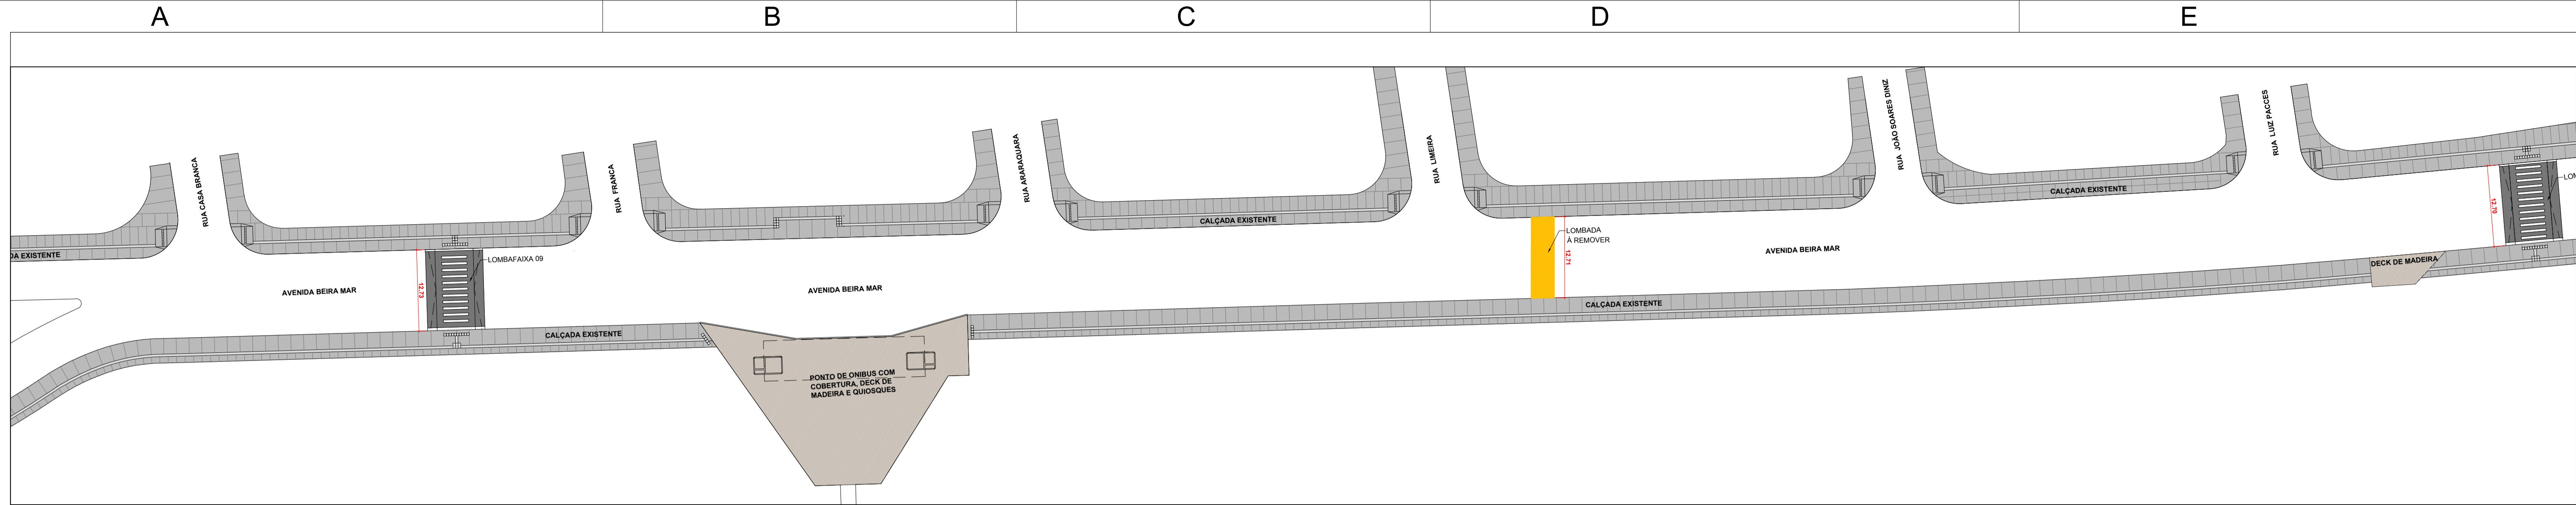 A
B
C
D
E
RUA CASA BRANCA
RUA FRANCA
RUA ARARAQUARA
RUA LIMEIRA
RUA JOÃO SOARES DINIZ
RUA LUIZ PACCES
DA EXISTENTE
AVENIDA BEIRA MAR
12.73
LOMBAFAIXA 09
CALÇADA EXISTENTE
AVENIDA BEIRA MAR
PONTO DE ONIBUS COM
COBERTURA, DECK DE
MADEIRA E QUIOSQUES
CALÇADA EXISTENTE
LOMBADA
À REMOVER
12.71
CALÇADA EXISTENTE
AVENIDA BEIRA MAR
CALÇADA EXISTENTE
DECK DE MADEIRA
12.70
LOM